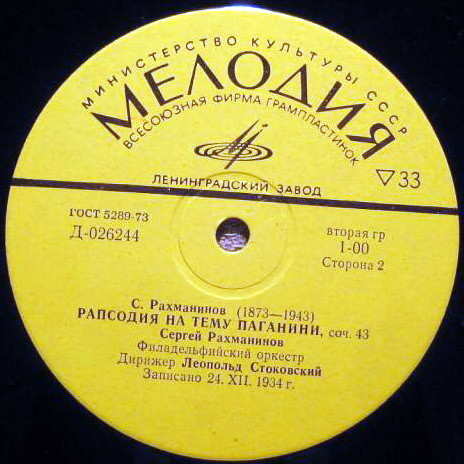 МИНИСТЕРСТВО КУЛЬТУРЫ СССР
МЕЛОДИЯ
ВСЕСОЮЗНАЯ ФИРМА ГРАМПЛАСТИНОК
ЛЕНИНГРАДСКИЙ ЗАВОД
▽33
ГОСТ 5289-73
Д-026244
вторая гр
1-00
Сторона 2
С. Рахманинов (1873—1943)
РАПСОДИЯ НА ТЕМУ ПАГАНИНИ, соч. 43
Сергей Рахманинов
Филадельфийский оркестр
Дирижер Леопольд Стоковский
Записано 24. XII. 1934 г.